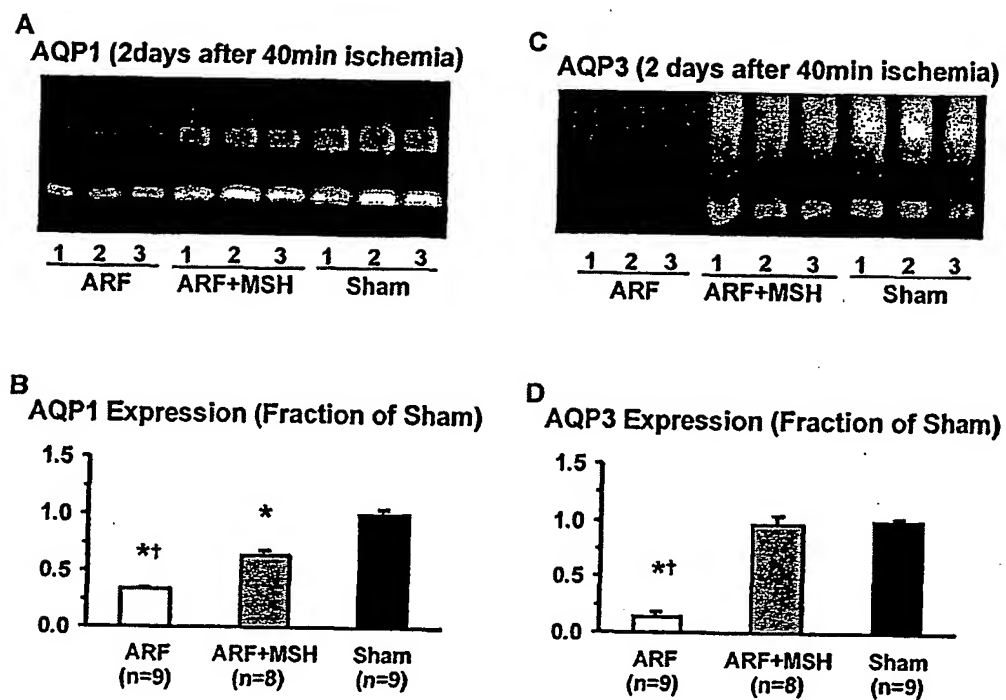 A
AQP1 (2days after 40min ischemia)
1 2 3 1 2 3 1 2 3
ARF ARF+MSH Sham
C
AQP3 (2 days after 40min ischemia)
1 2 3 1 2 3 1 2 3
ARF ARF+MSH Sham
B
AQP1 Expression (Fraction of Sham)
1.5
1.0
0.5
0.0
*†
*
ARF ARF+MSH Sham
(n=9) (n=8) (n=9)
D
AQP3 Expression (Fraction of Sham)
1.5
1.0
0.5
0.0
*†
ARF ARF+MSH Sham
(n=9) (n=8) (n=9)